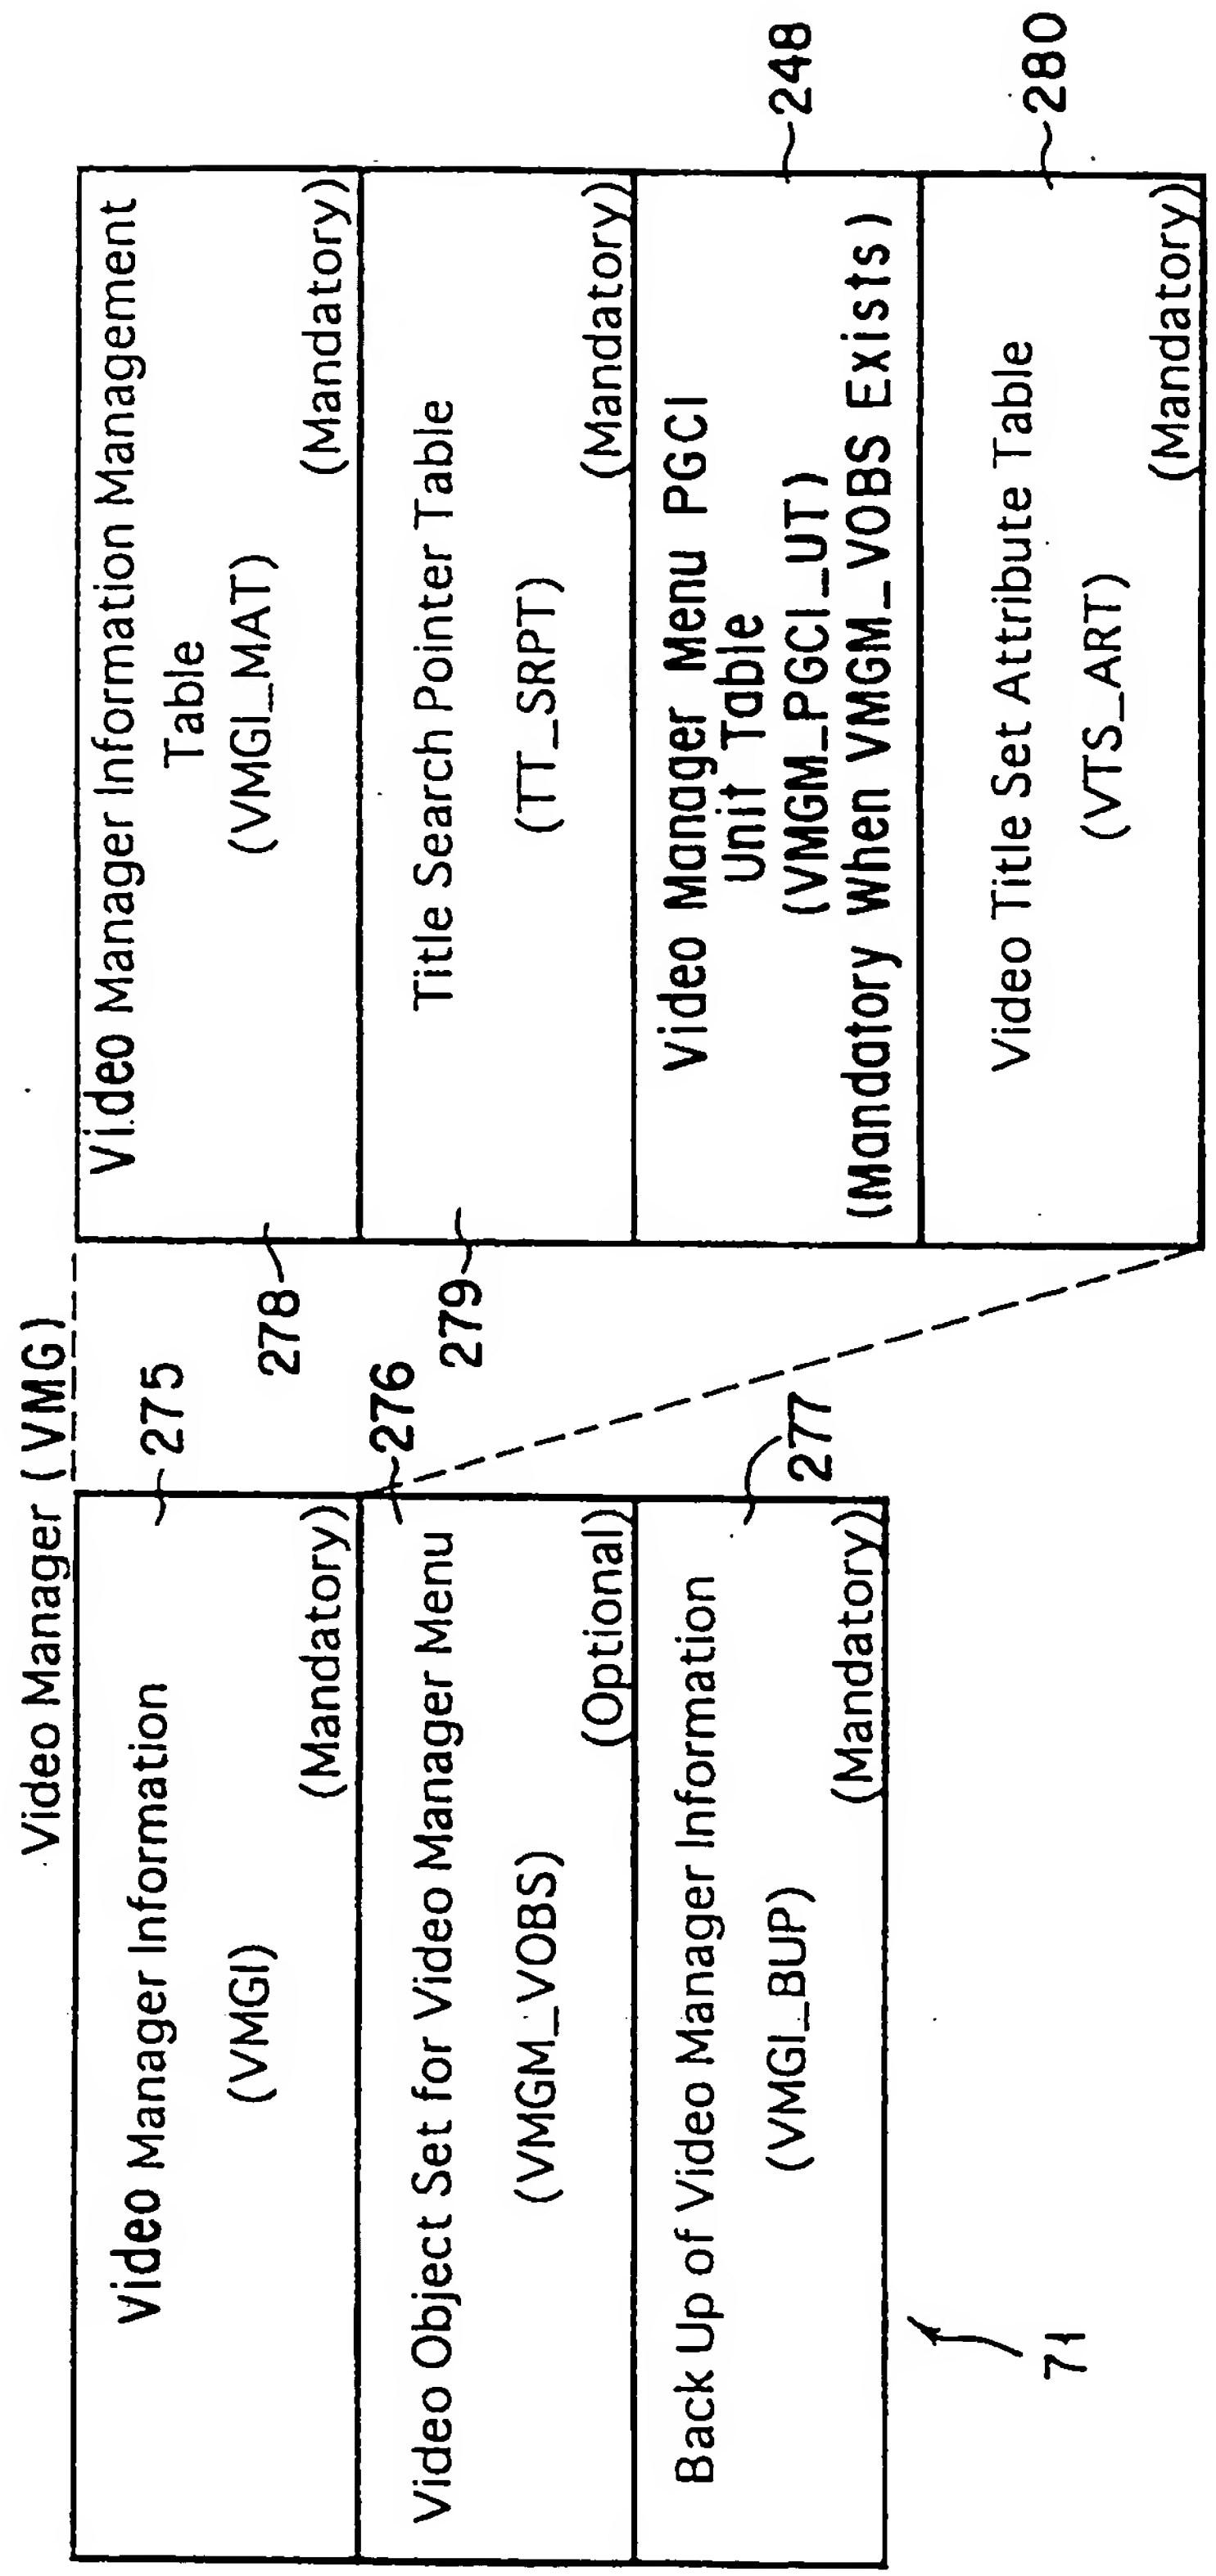 Video Manager (VMG)
275
Video Manager Information
(VMGI)
(Mandatory)
276
Video Object Set for Video Manager Menu
(VMGM_VOBS)
(Optional)
277
Back Up of Video Manager Information
(VMGI_BUP)
(Mandatory)
71
278
Video Manager Information Management
Table
(VMGI_MAT)
(Mandatory)
279
Title Search Pointer Table
(TT_SRPT)
(Mandatory)
248
Video Manager Menu PGCI
Unit Table
(VMGM_PGCI_UT)
(Mandatory When VMGM_VOBS Exists)
280
Video Title Set Attribute Table
(VTS_ART)
(Mandatory)